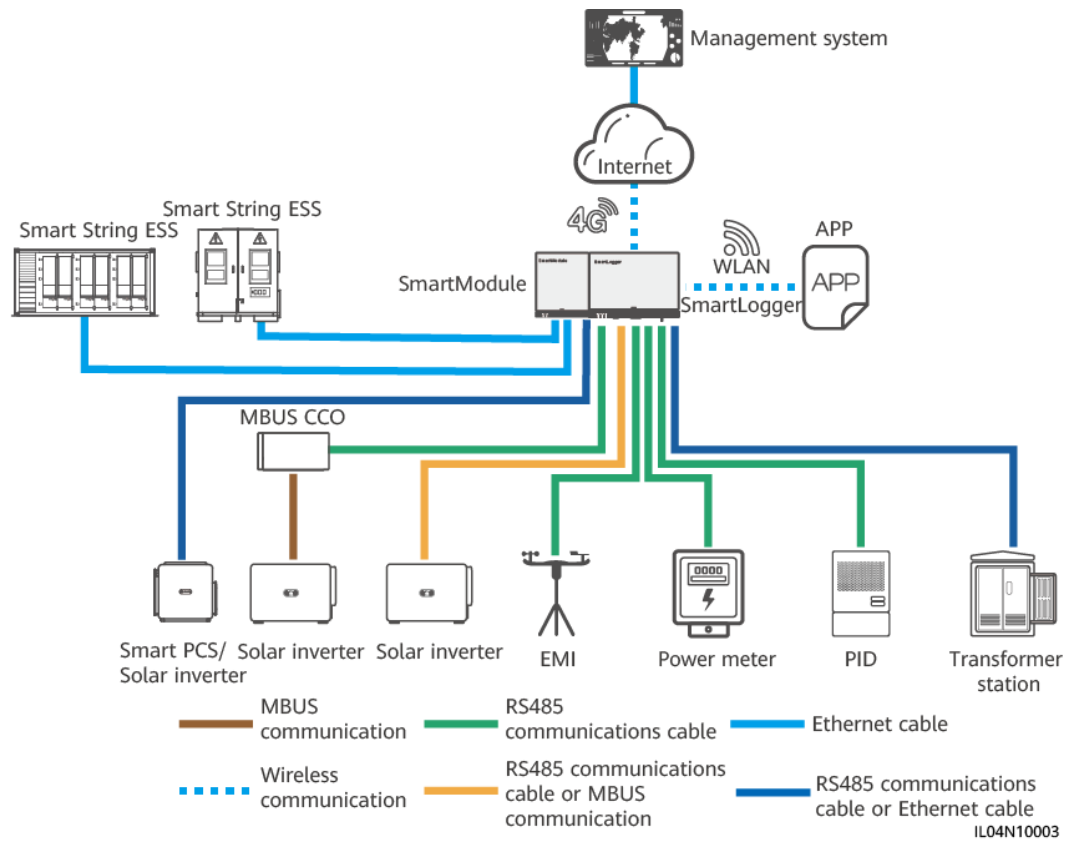 Management system
Internet
4G
Smart String ESS
Smart String ESS
SmartModule
SmartLogger
WLAN
SmartLogger
APP
APP
MBUS CCO
0000
Smart PCS/
Solar inverter
Solar inverter
Solar inverter
EMI
Power meter
PID
Transformer
station
MBUS
communication
RS485
communications cable
Ethernet cable
Wireless
communication
RS485 communications
cable or MBUS
communication
RS485 communications
cable or Ethernet cable
IL04N10003